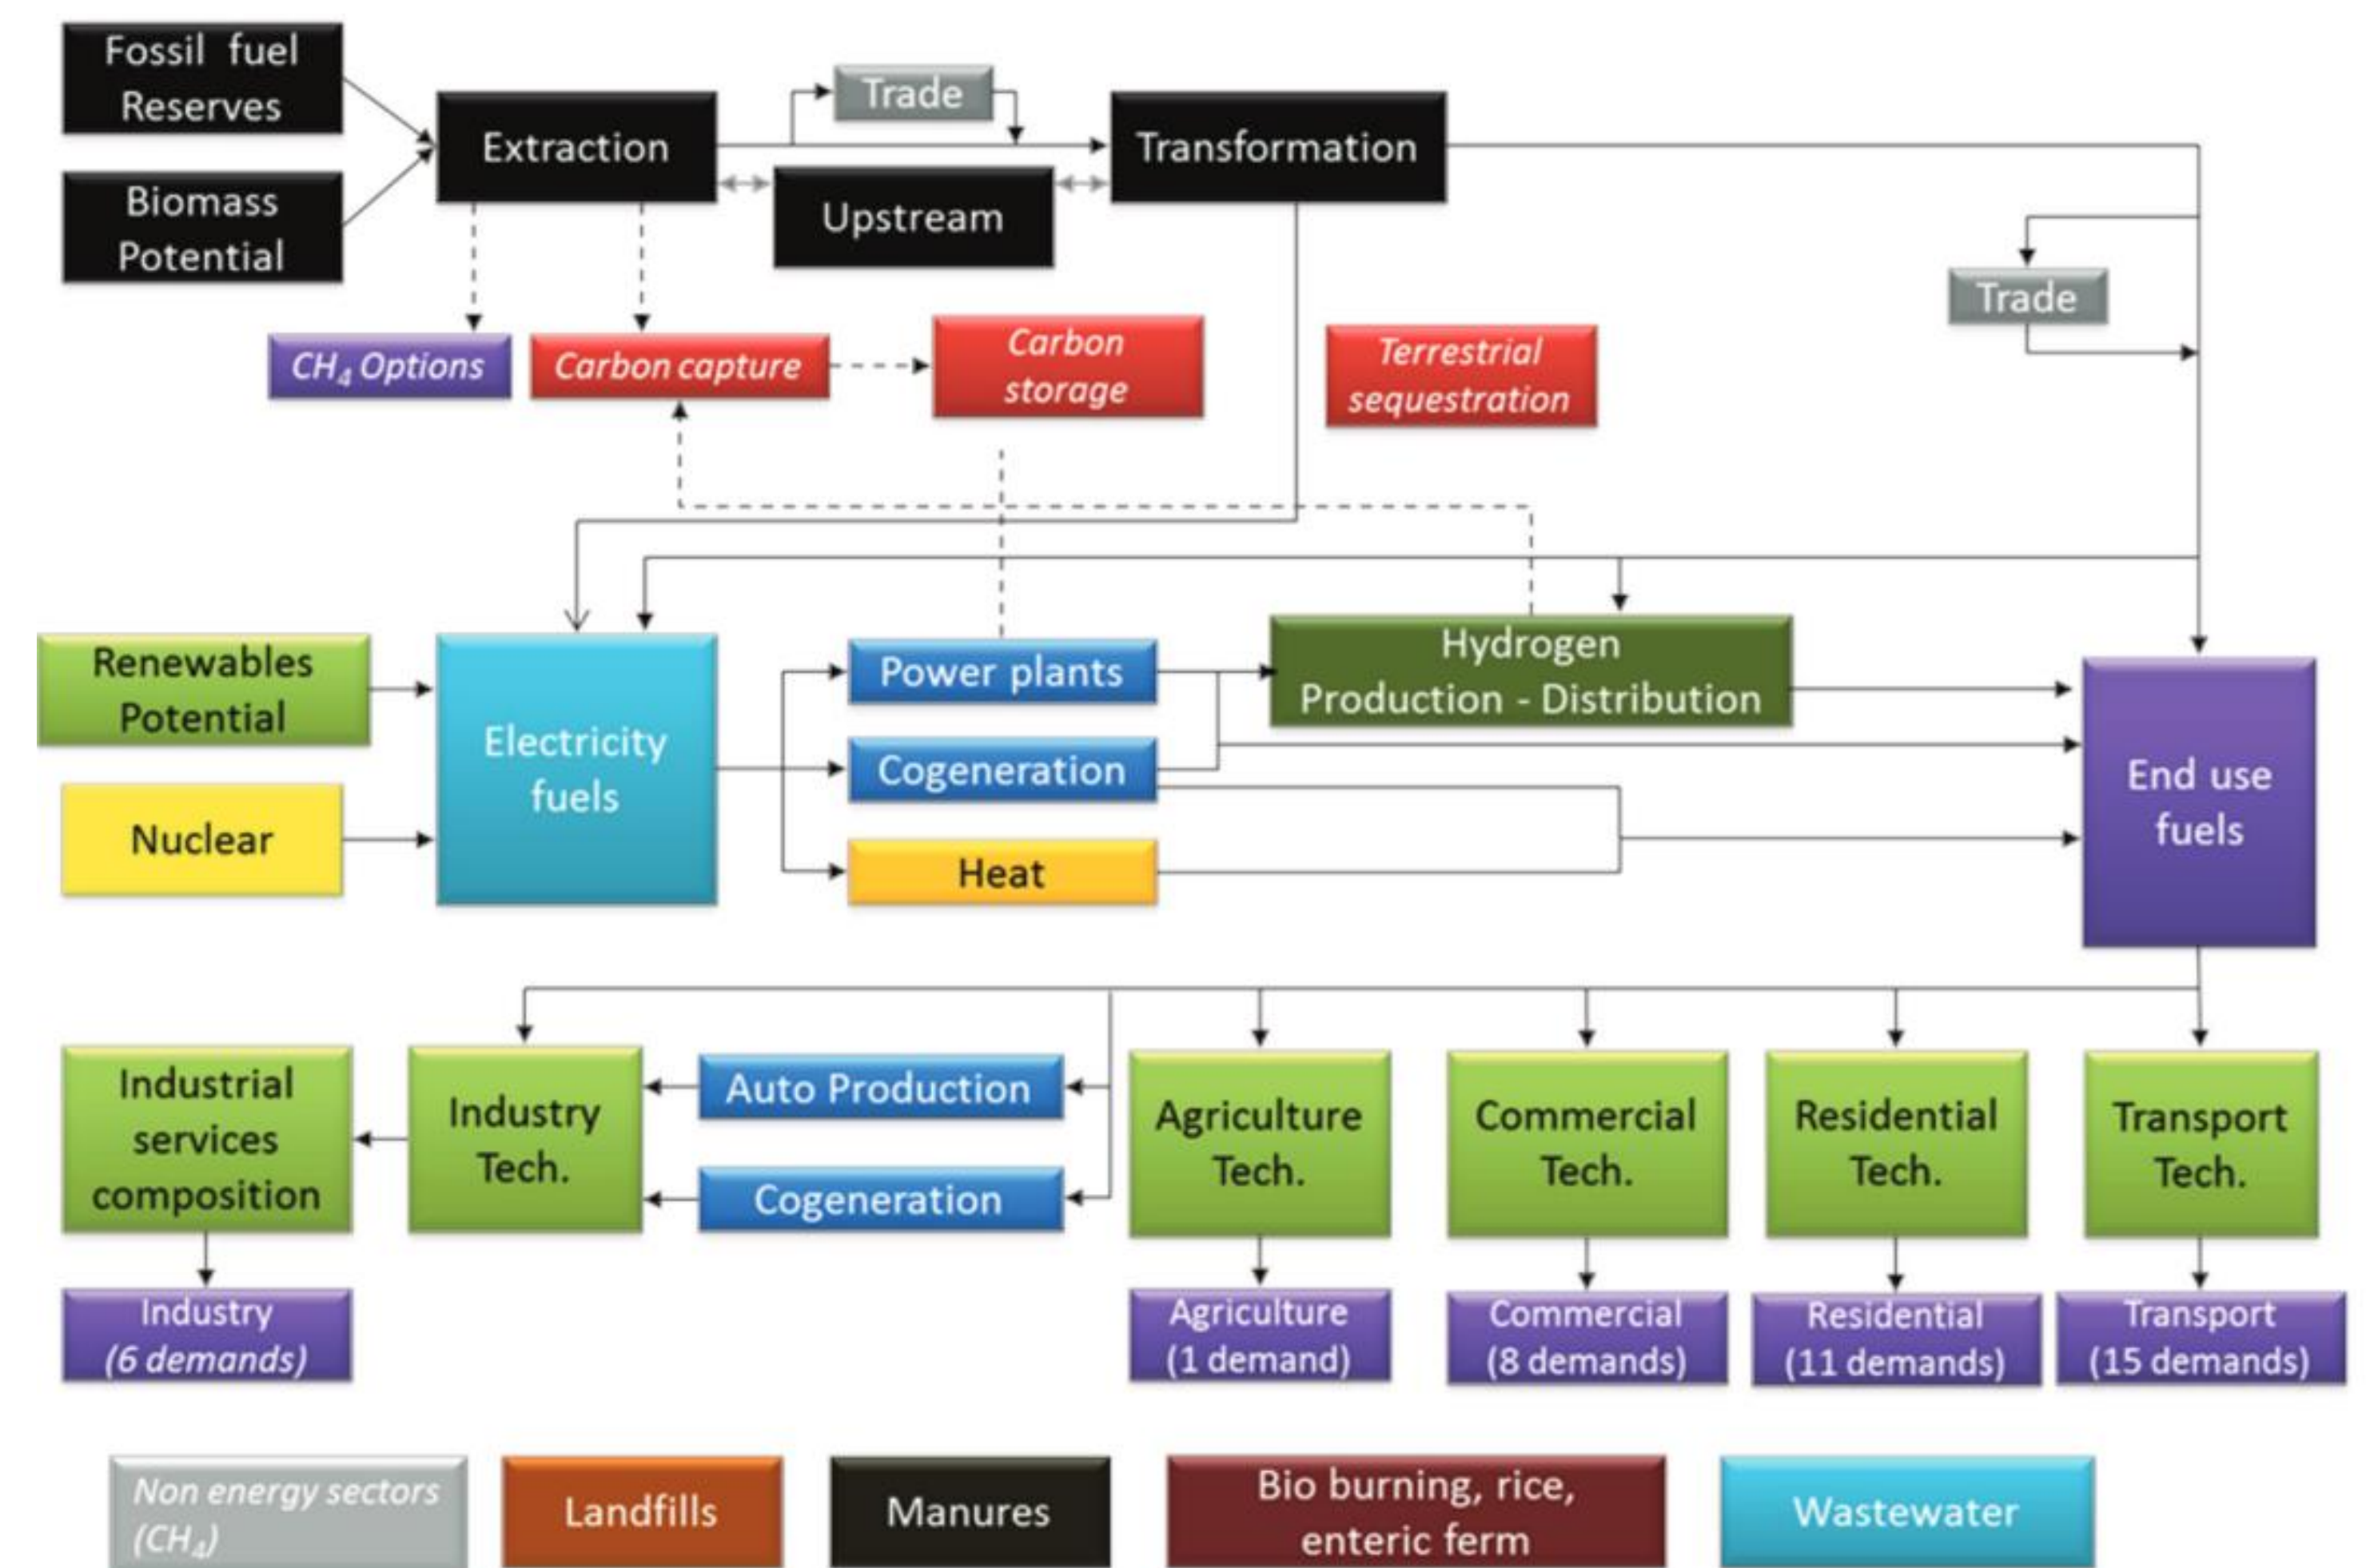 Fossil fuel
Reserves
Trade
Extraction
Transformation
Biomass
Potential
Upstream
Trade
CH₄ Options
Carbon capture
Carbon
storage
Terrestrial
sequestration
Renewables
Potential
Electricity
fuels
Power plants
Hydrogen
Production - Distribution
Cogeneration
End use
fuels
Nuclear
Heat
Industrial
services
composition
Industry
Tech.
Auto Production
Cogeneration
Agriculture
Tech.
Commercial
Tech.
Residential
Tech.
Transport
Tech.
Industry
(6 demands)
Agriculture
(1 demand)
Commercial
(8 demands)
Residential
(11 demands)
Transport
(15 demands)
Non energy sectors
(CH₄)
Landfills
Manures
Bio burning, rice,
enteric ferm
Wastewater